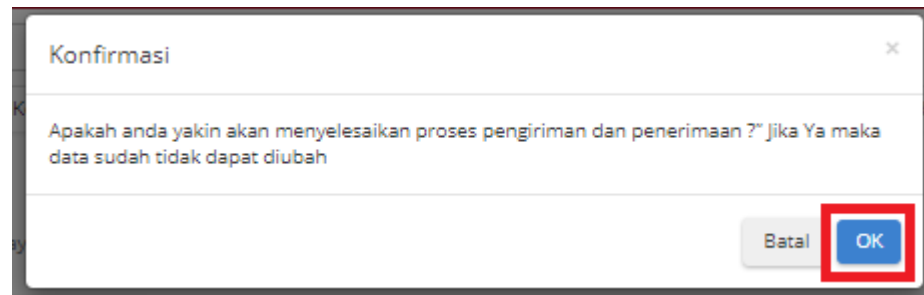 Konfirmasi
×
Apakah anda yakin akan menyelesaikan proses pengiriman dan penerimaan ?" Jika Ya maka
data sudah tidak dapat diubah
Batal OK